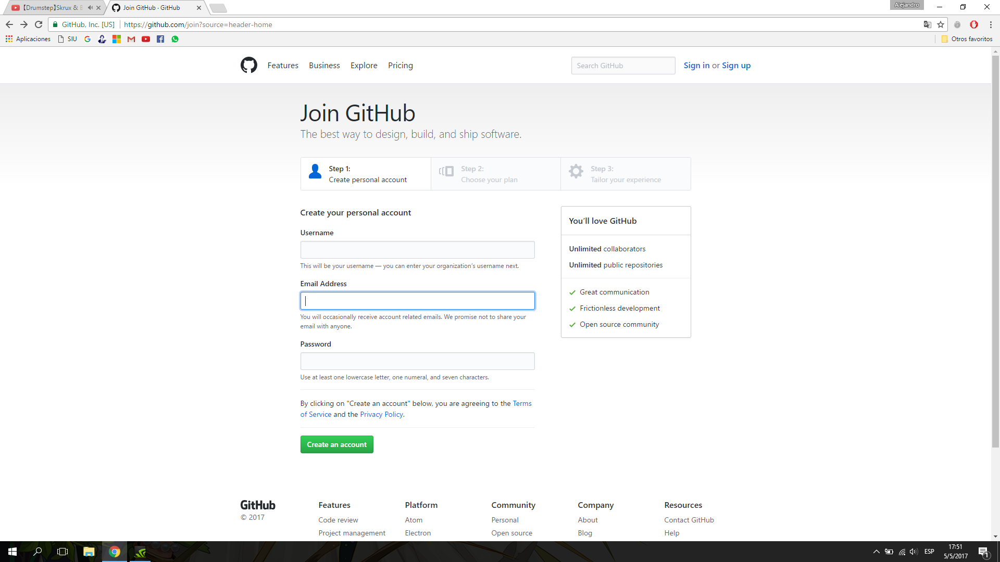 【Drumstep】Skrux & 
Join GitHub · GitHub
Alejandro
GitHub, Inc. [US]
https://github.com/join?source=header-home
Aplicaciones
SIU
Otros favoritos
Features
Business
Explore
Pricing
Search GitHub
Sign in or Sign up
Join GitHub
The best way to design, build, and ship software.
Step 1:
Create personal account
Step 2:
Choose your plan
Step 3:
Tailor your experience
Create your personal account
Username
This will be your username — you can enter your organization’s username next.
Email Address
You will occasionally receive account related emails. We promise not to share your
email with anyone.
Password
Use at least one lowercase letter, one numeral, and seven characters.
By clicking on "Create an account" below, you are agreeing to the Terms
of Service and the Privacy Policy.
Create an account
You’ll love GitHub
Unlimited collaborators
Unlimited public repositories
Great communication
Frictionless development
Open source community
GitHub
© 2017
Features
Code review
Project management
Platform
Atom
Electron
Community
Personal
Open source
Company
About
Blog
Resources
Contact GitHub
Help
ESP
17:51
5/5/2017
1